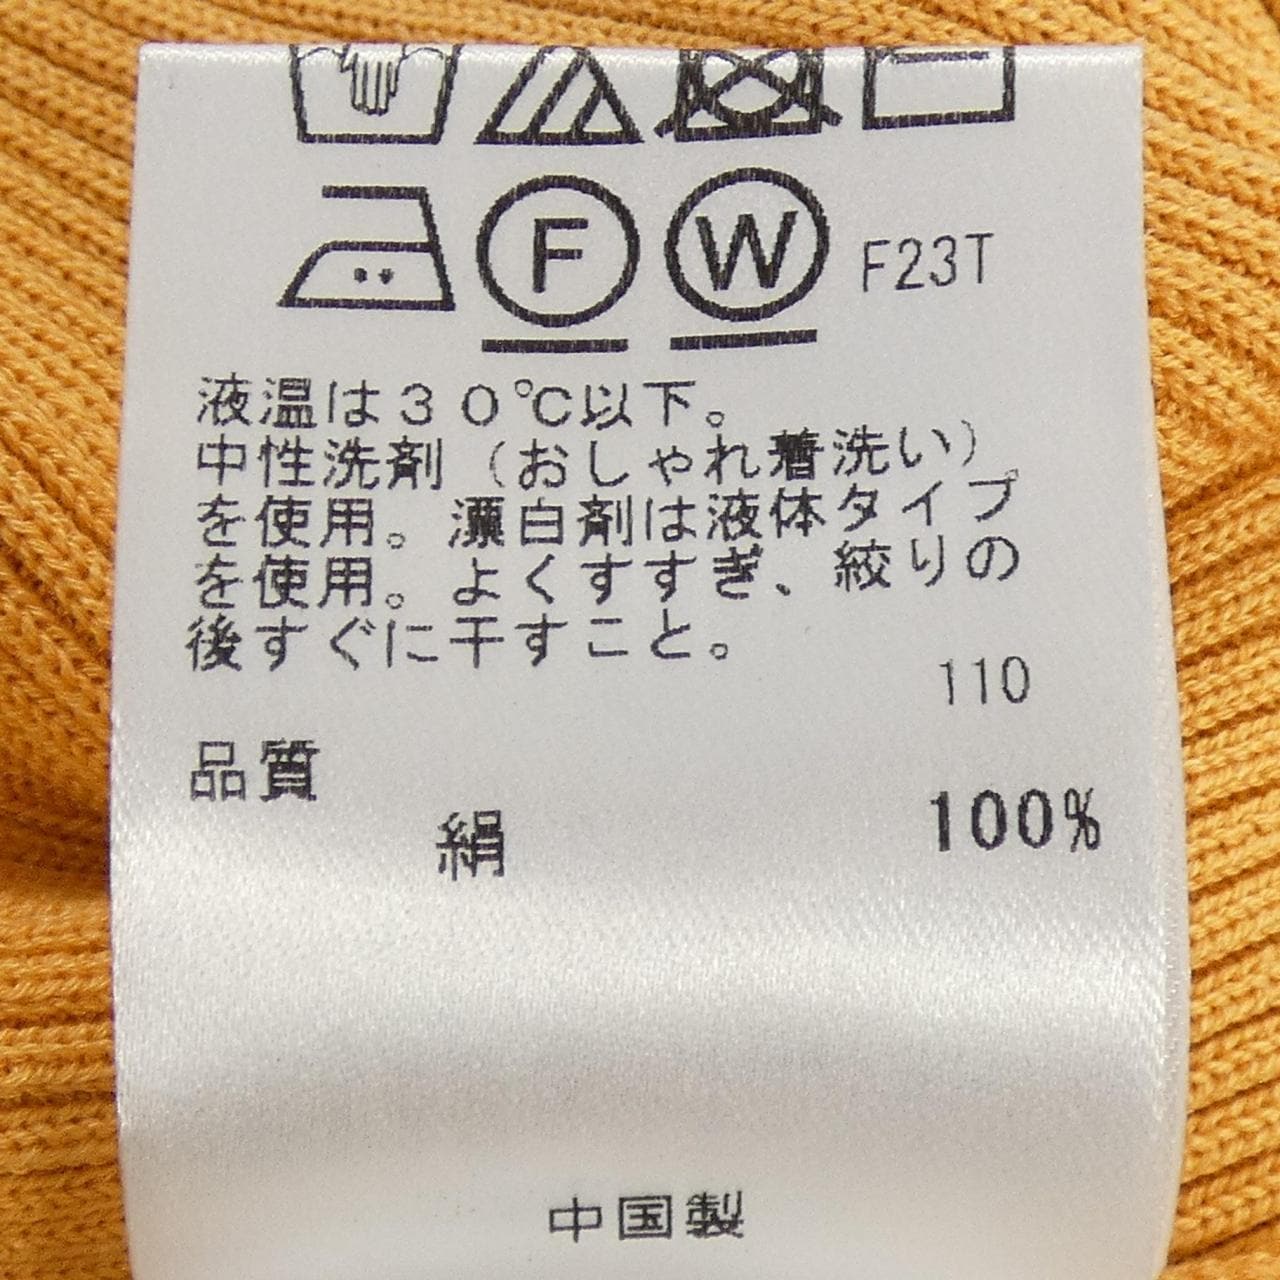 F
W
F23T
液温は30℃以下。
中性洗剤(おしゃれ着洗い)
を使用。漂白剤は液体タイプ
を使用。よくすすぎ、絞りの
後すぐに干すこと。
110
品質
絹 100%
中国製